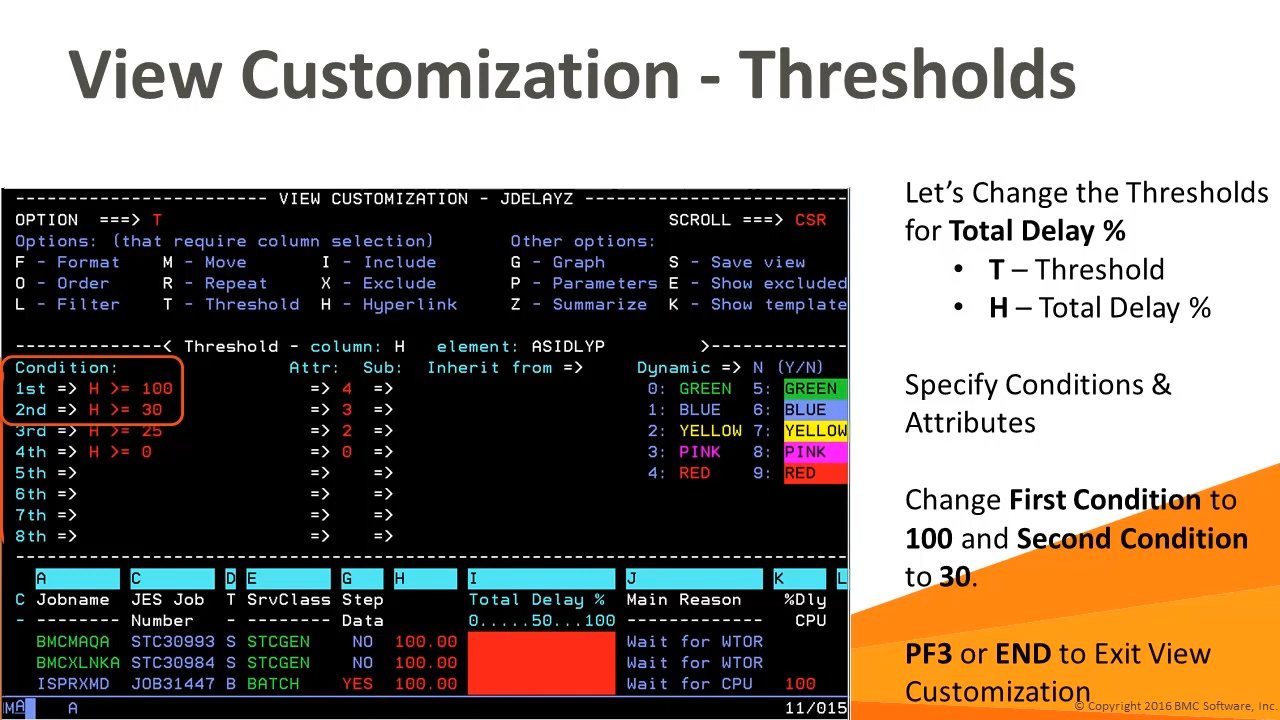 View Customization - Thresholds
------------------------ VIEW CUSTOMIZATION - JDELAYZ --------------------------
OPTION ===> T SCROLL ===> CSR
Options: (that require column selection) Other options:
F - Format M - Move I - Include G - Graph S - Save view
O - Order R - Repeat X - Exclude P - Parameters E - Show excluded
L - Filter T - Threshold H - Hyperlink Z - Summarize K - Show template
--------------< Threshold - column: H element: ASIDLYP >-------------
Condition: Attr: Sub: Inherit from => Dynamic => N (Y/N)
1st => H >= 100 => 4 => 0: GREEN 5: GREEN
2nd => H >= 30 => 3 => 1: BLUE 6: BLUE
3rd => H >= 25 => 2 => 2: YELLOW 7: YELLOW
4th => H >= 0 => 0 => 3: PINK 8: PINK
5th => => => 4: RED 9: RED
6th => => =>
7th => => =>
8th => => =>
--------------------------------------------------------------------------------
A C D E G H I J K L
C Jobname JES Job T SrvClass Step Total Delay % Main Reason %Dly
- -------- Number - -------- Data 0.....50...100 ------------- CPU
BMCMAQA STC30993 S STCGEN NO 100.00 Wait for WTOR
BMCXLNKA STC30984 S STCGEN NO 100.00 Wait for WTOR
ISPRXMD JOB31447 B BATCH YES 100.00 Wait for CPU 100
MA A 11/015
Let's Change the Thresholds
for Total Delay %
• T – Threshold
• H – Total Delay %
Specify Conditions &
Attributes
Change First Condition to
100 and Second Condition
to 30.
PF3 or END to Exit View
Customization
© Copyright 2016 BMC Software, Inc.